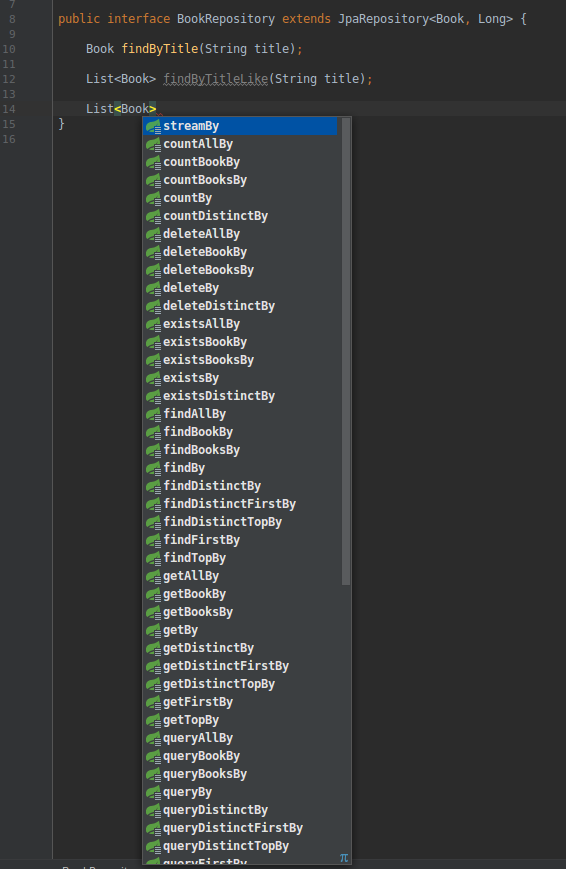 7
8 public interface BookRepository extends JpaRepository<Book, Long> {
9
10 Book findByTitle(String title);
11
12 List<Book> findByTitleLike(String title);
13
14 List<Book>
15 }
16
streamBy
countAllBy
countBookBy
countBooksBy
countBy
countDistinctBy
deleteAllBy
deleteBookBy
deleteBooksBy
deleteBy
deleteDistinctBy
existsAllBy
existsBookBy
existsBooksBy
existsBy
existsDistinctBy
findAllBy
findBookBy
findBooksBy
findBy
findDistinctBy
findDistinctFirstBy
findDistinctTopBy
findFirstBy
findTopBy
getAllBy
getBookBy
getBooksBy
getBy
getDistinctBy
getDistinctFirstBy
getDistinctTopBy
getFirstBy
getTopBy
queryAllBy
queryBookBy
queryBooksBy
queryBy
queryDistinctBy
queryDistinctFirstBy
queryDistinctTopBy
queryFirstBy
π